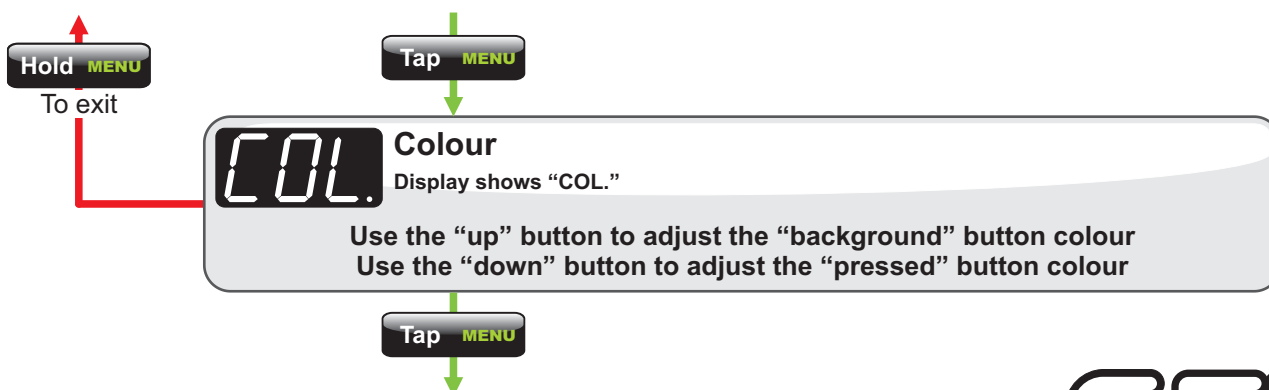 Hold MENU
To exit
Tap MENU
COL.
Colour
Display shows “COL.”
Use the “up” button to adjust the “background” button colour
Use the “down” button to adjust the “pressed” button colour
Tap MENU